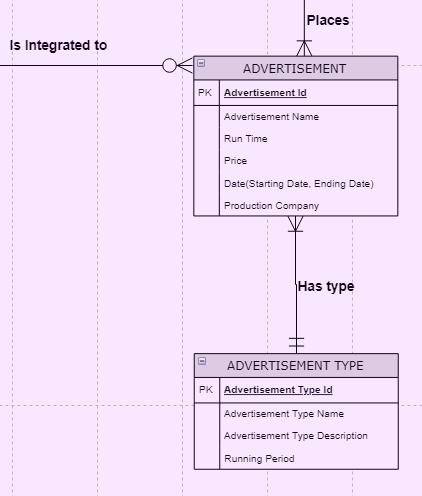 Places
Is Integrated to
ADVERTISEMENT
PK Advertisement Id
Advertisement Name
Run Time
Price
Date(Starting Date, Ending Date)
Production Company
Has type
ADVERTISEMENT TYPE
PK Advertisement Type Id
Advertisement Type Name
Advertisement Type Description
Running Period